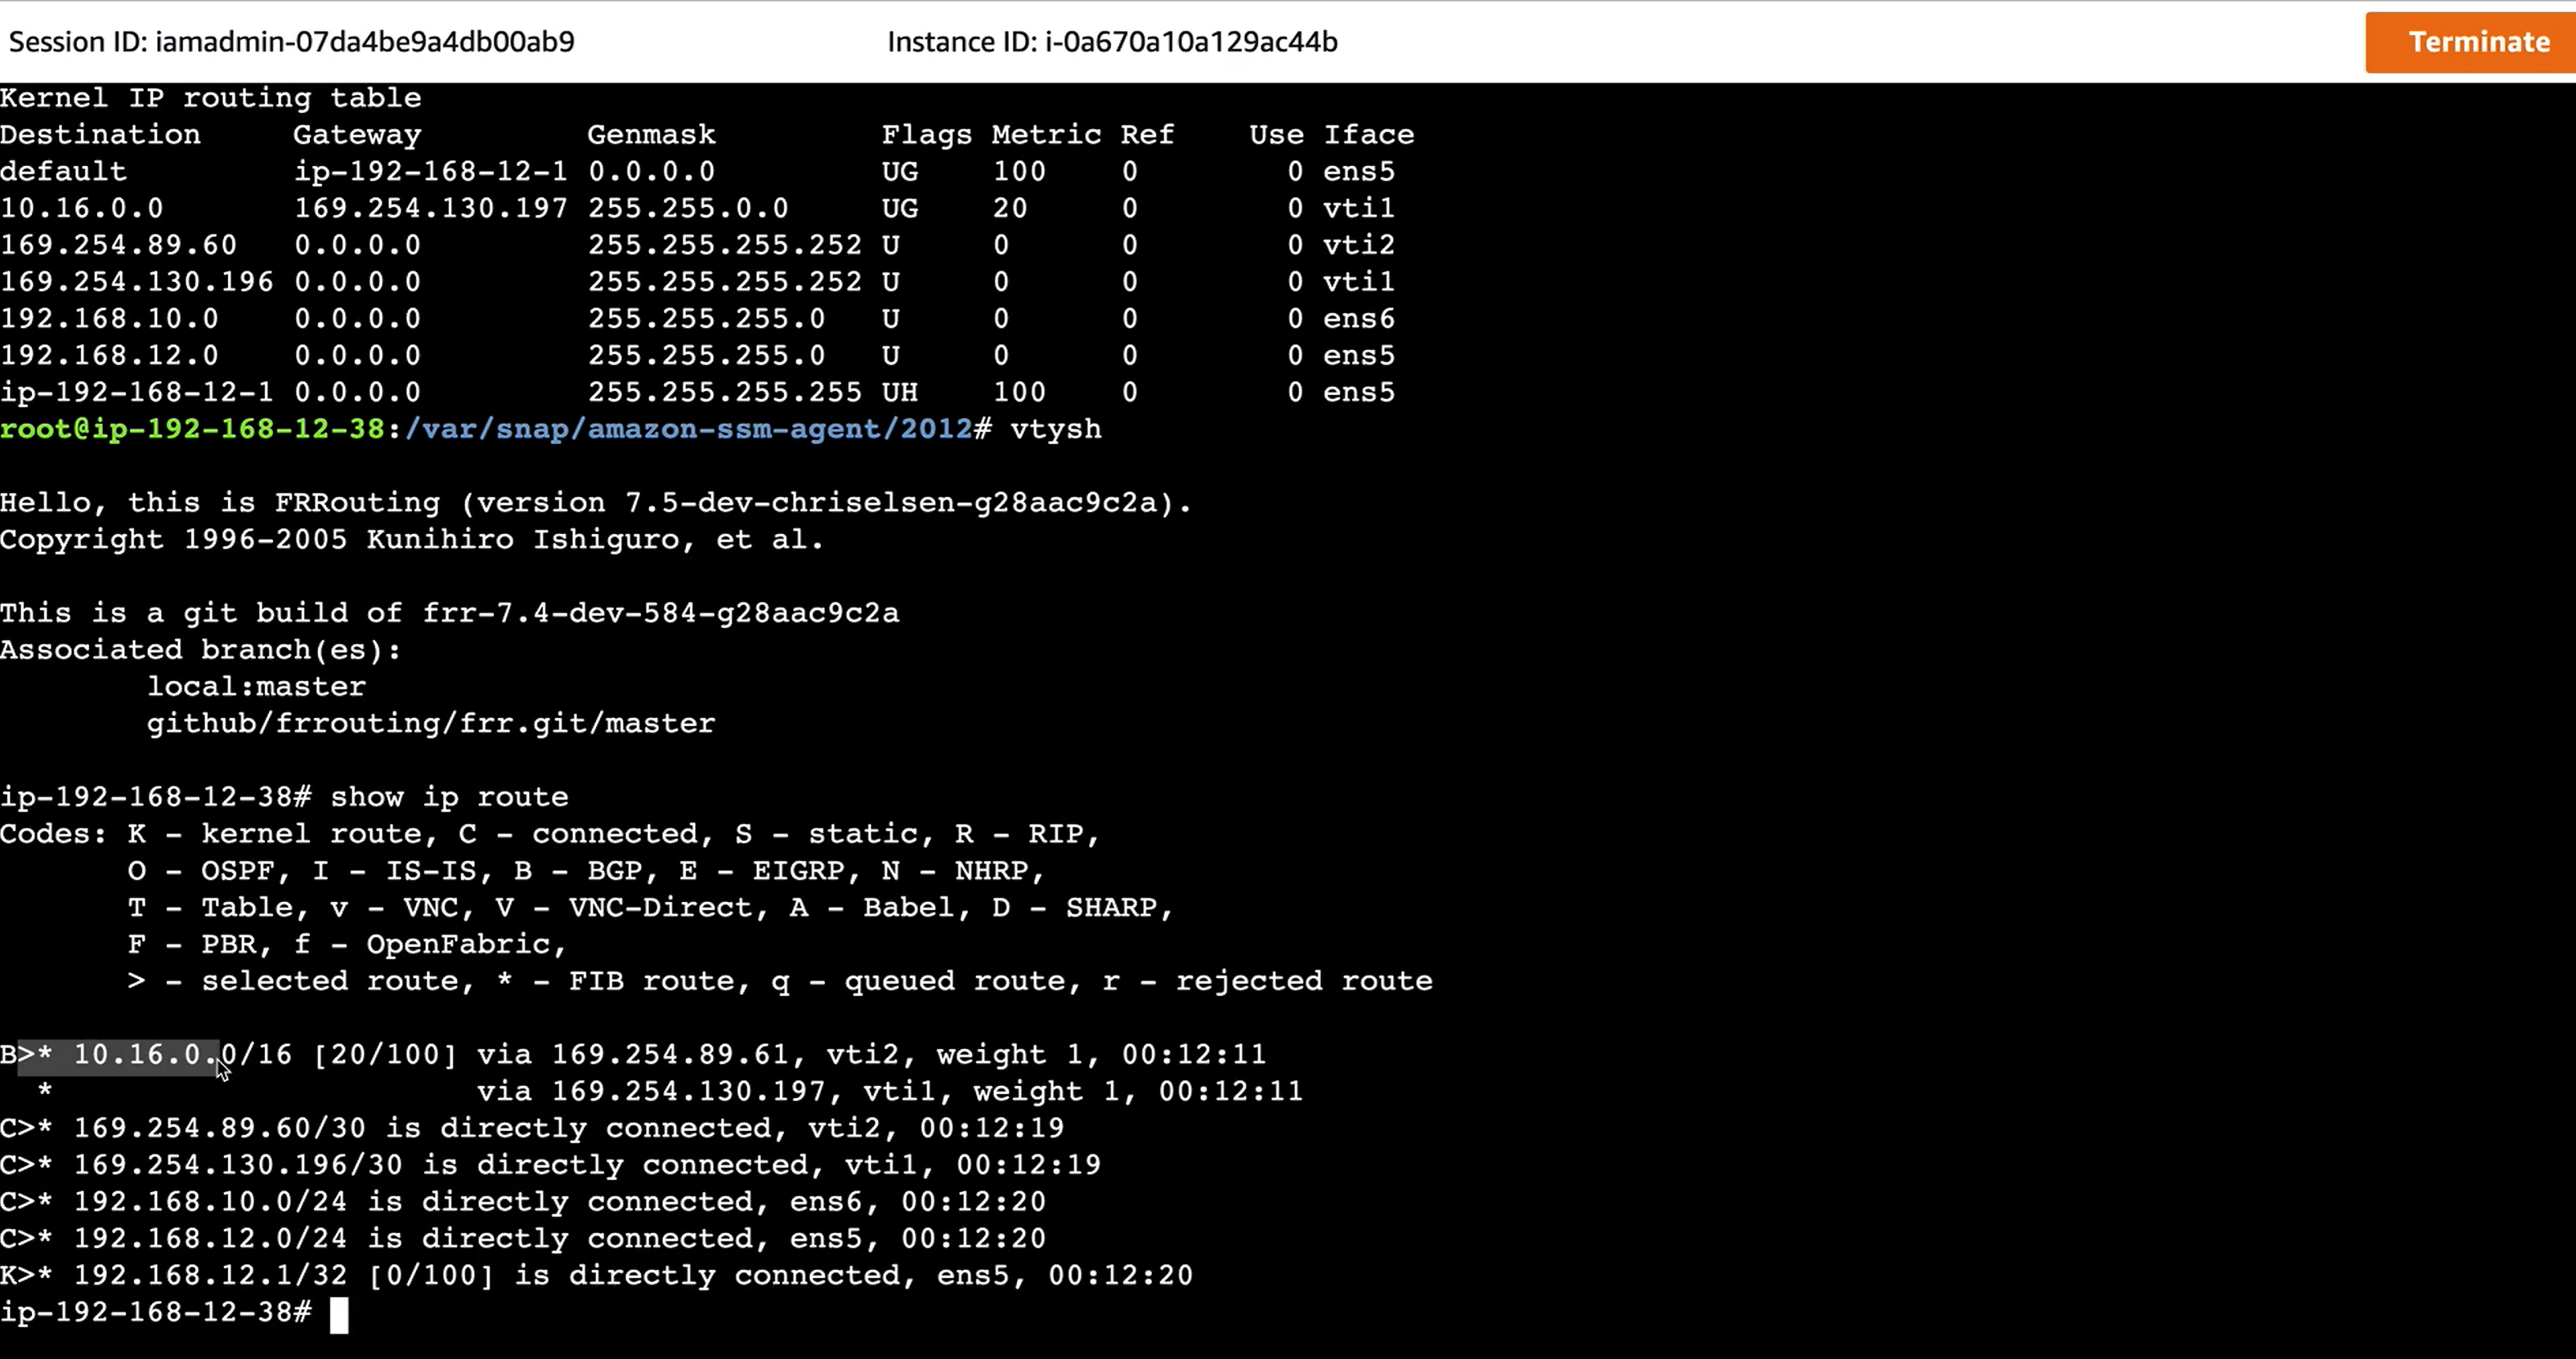 Session ID: iamadmin-07da4be9a4db00ab9 Instance ID: i-0a670a10a129ac44b Terminate
Kernel IP routing table
Destination Gateway Genmask Flags Metric Ref Use Iface
default ip-192-168-12-1 0.0.0.0 UG 100 0 0 ens5
10.16.0.0 169.254.130.197 255.255.0.0 UG 20 0 0 vti1
169.254.89.60 0.0.0.0 255.255.255.252 U 0 0 0 vti2
169.254.130.196 0.0.0.0 255.255.255.252 U 0 0 0 vti1
192.168.10.0 0.0.0.0 255.255.255.0 U 0 0 0 ens6
192.168.12.0 0.0.0.0 255.255.255.0 U 0 0 0 ens5
ip-192-168-12-1 0.0.0.0 255.255.255.255 UH 100 0 0 ens5
root@ip-192-168-12-38:/var/snap/amazon-ssm-agent/2012# vtysh
Hello, this is FRRouting (version 7.5-dev-chriselsen-g28aac9c2a).
Copyright 1996-2005 Kunihiro Ishiguro, et al.
This is a git build of frr-7.4-dev-584-g28aac9c2a
Associated branch(es):
local:master
github/frrouting/frr.git/master
ip-192-168-12-38# show ip route
Codes: K - kernel route, C - connected, S - static, R - RIP,
O - OSPF, I - IS-IS, B - BGP, E - EIGRP, N - NHRP,
T - Table, v - VNC, V - VNC-Direct, A - Babel, D - SHARP,
F - PBR, f - OpenFabric,
> - selected route, * - FIB route, q - queued route, r - rejected route
B>* 10.16.0.0/16 [20/100] via 169.254.89.61, vti2, weight 1, 00:12:11
* via 169.254.130.197, vti1, weight 1, 00:12:11
C>* 169.254.89.60/30 is directly connected, vti2, 00:12:19
C>* 169.254.130.196/30 is directly connected, vti1, 00:12:19
C>* 192.168.10.0/24 is directly connected, ens6, 00:12:20
C>* 192.168.12.0/24 is directly connected, ens5, 00:12:20
K>* 192.168.12.1/32 [0/100] is directly connected, ens5, 00:12:20
ip-192-168-12-38#